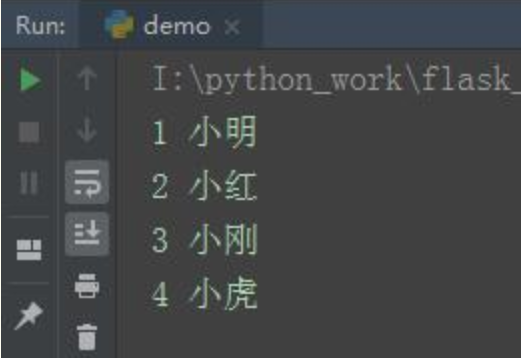 Run: demo ×
I:\python_work\flask_
1 小明
2 小红
3 小刚
4 小虎